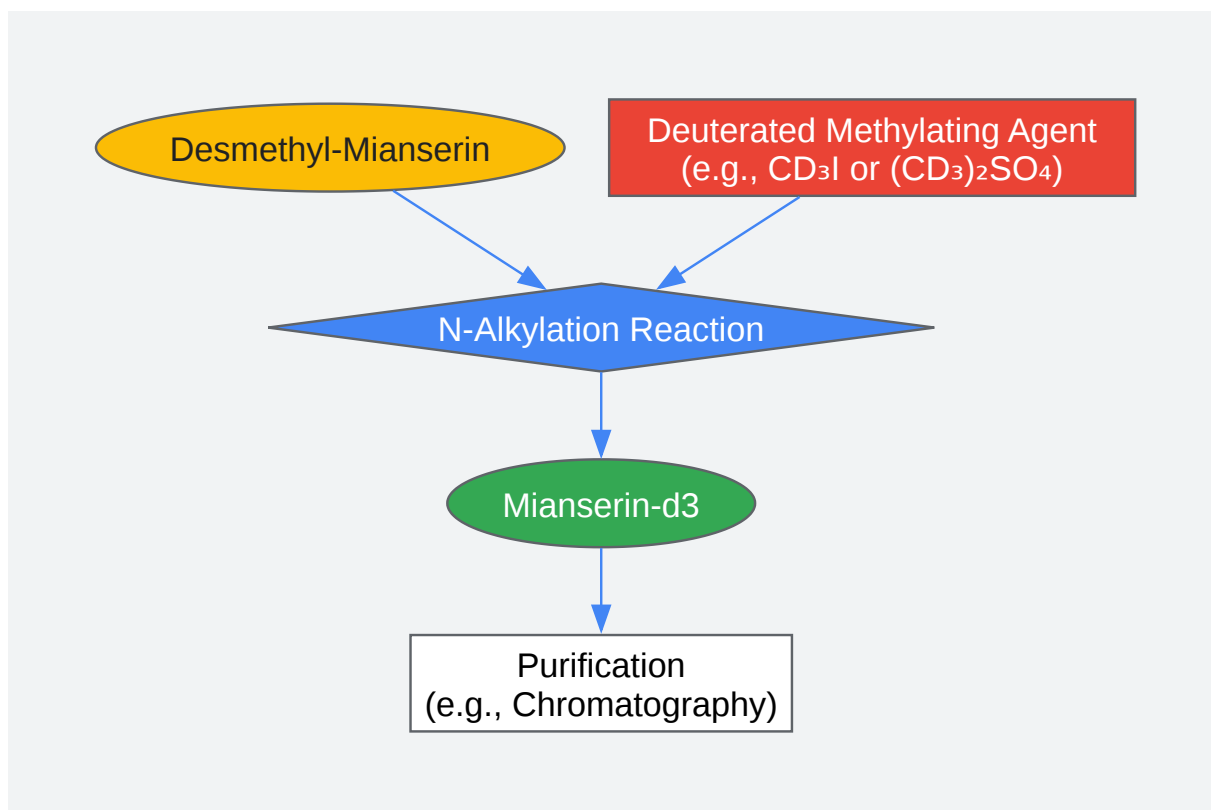 Desmethyl-Mianserin
Deuterated Methylating Agent
(e.g., CD₃I or (CD₃)₂SO₄)
N-Alkylation Reaction
Mianserin-d3
Purification
(e.g., Chromatography)